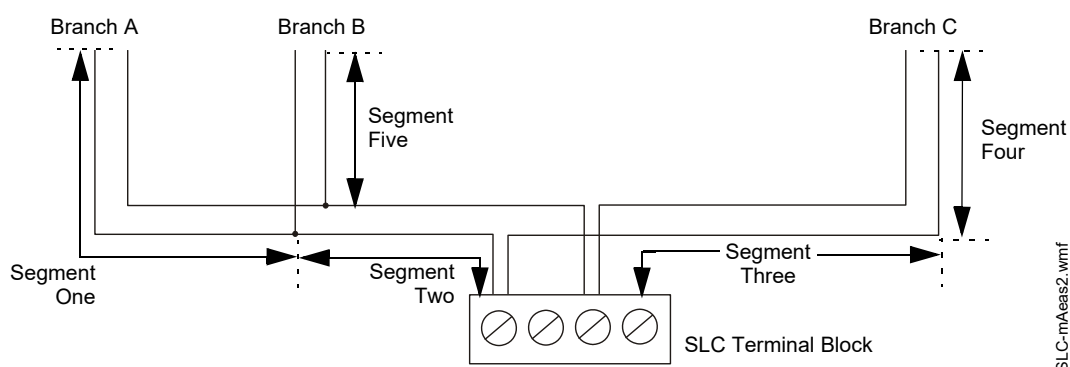 Branch A
Branch B
Branch C
Segment
Five
Segment
Four
Segment
One
Segment
Two
Segment
Three
SLC Terminal Block
SLC-mAeas2.wmf